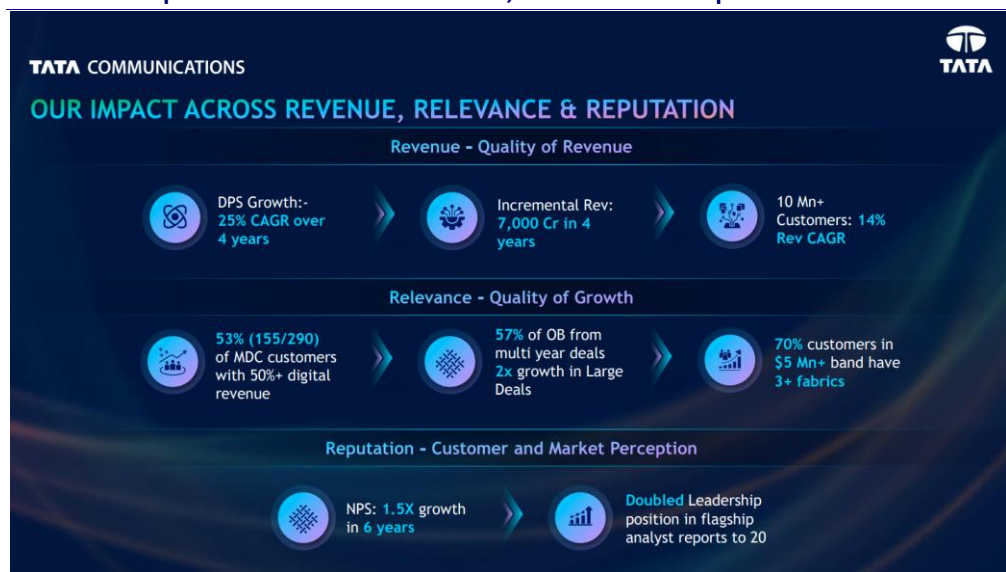 TATA COMMUNICATIONS
TATA
OUR IMPACT ACROSS REVENUE, RELEVANCE & REPUTATION
Revenue - Quality of Revenue
DPS Growth:-
25% CAGR over
4 years
Incremental Rev:
7,000 Cr in 4
years
10 Mn+
Customers: 14%
Rev CAGR
Relevance - Quality of Growth
53% (155/290)
of MDC customers
with 50%+ digital
revenue
57% of OB from
multi year deals
2x growth in Large
Deals
70% customers in
$5 Mn+ band have
3+ fabrics
Reputation - Customer and Market Perception
NPS: 1.5X growth
in 6 years
Doubled Leadership
position in flagship
analyst reports to 20